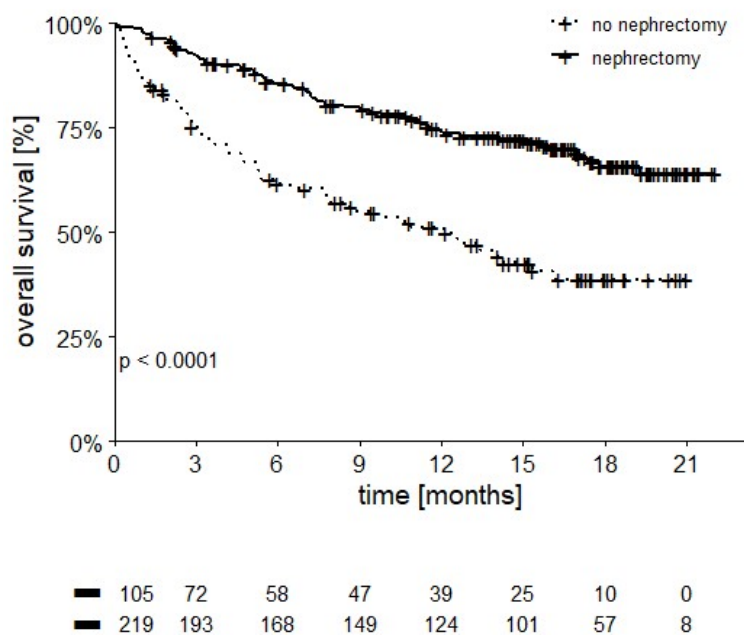 100%
no nephrectomy
nephrectomy
75%
50%
25%
0%
overall survival [%]
p < 0.0001
0 3 6 9 12 15 18 21
time [months]
105 72 58 47 39 25 10 0
219 193 168 149 124 101 57 8